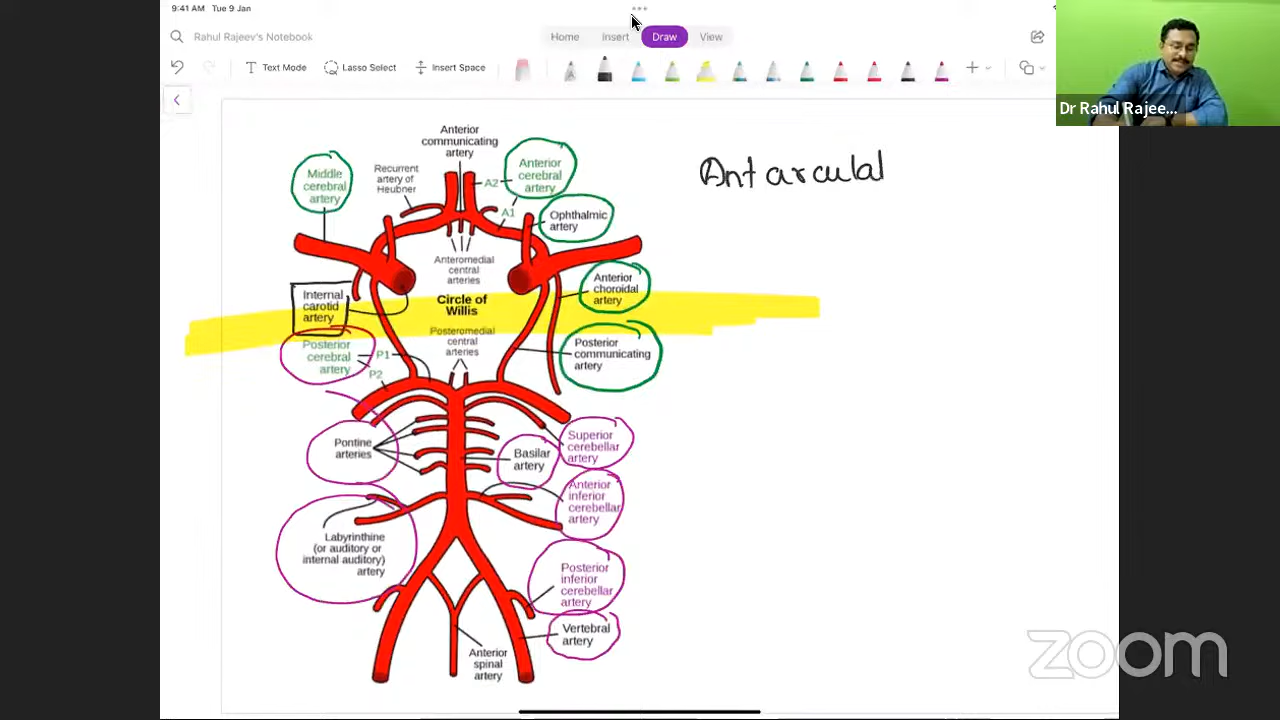 9:41 AM Tue 9 Jan
Rahul Rajeev's Notebook
Home Insert Draw View
Text Mode Lasso Select Insert Space
Dr Rahul Rajee...
Anterior
communicating
artery
Middle
cerebral
artery
Recurrent
artery of
Heubner
A2
Anterior
cerebral
artery
A1
Ophthalmic
artery
Anteromedial
central
arteries
Anterior
choroidal
artery
Internal
carotid
artery
Circle of
Willis
Posteromedial
central
arteries
Posterior
cerebral
artery
P1
P2
Posterior
communicating
artery
Pontine
arteries
Basilar
artery
Superior
cerebellar
artery
Anterior
inferior
cerebellar
artery
Labyrinthine
(or auditory or
internal auditory)
artery
Posterior
inferior
cerebellar
artery
Vertebral
artery
Anterior
spinal
artery
Ant
zoom